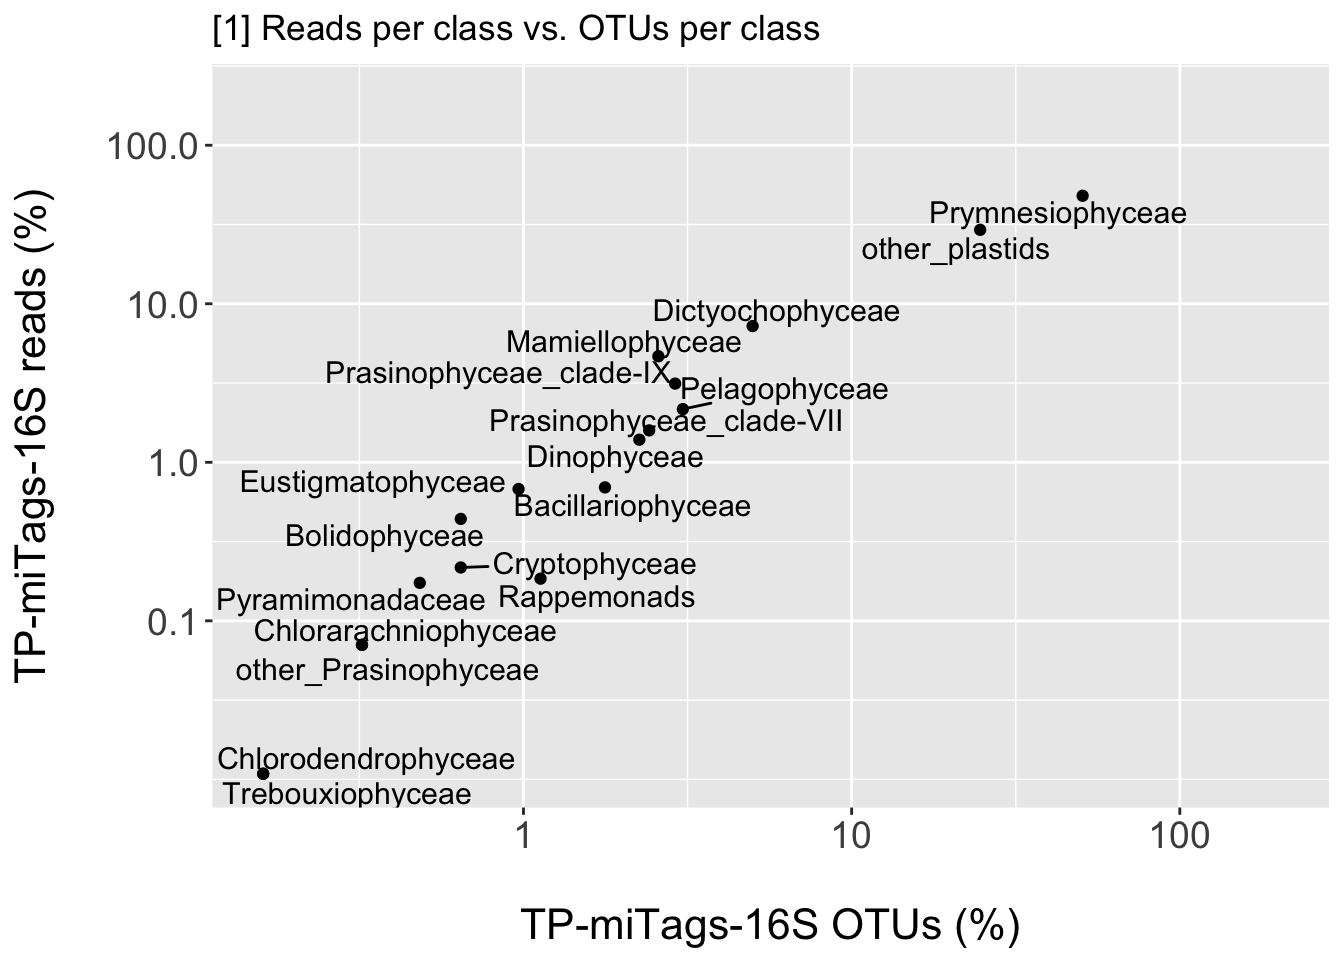 [1] Reads per class vs. OTUs per class
TP-miTags-16S reads (%)
100.0
10.0
1.0
0.1
Prymnesiophyceae
other_plastids
Dictyochophyceae
Mamiellophyceae
Prasinophyceae_clade-IX
Pelagophyceae
Prasinophyceae_clade-VII
Dinophyceae
Eustigmatophyceae
Bacillariophyceae
Bolidophyceae
Cryptophyceae
Pyramimonadaceae
Rappemonads
Chlorarachniophyceae
other_Prasinophyceae
Chlorodendrophyceae
Trebouxiophyceae
1
10
100
TP-miTags-16S OTUs (%)